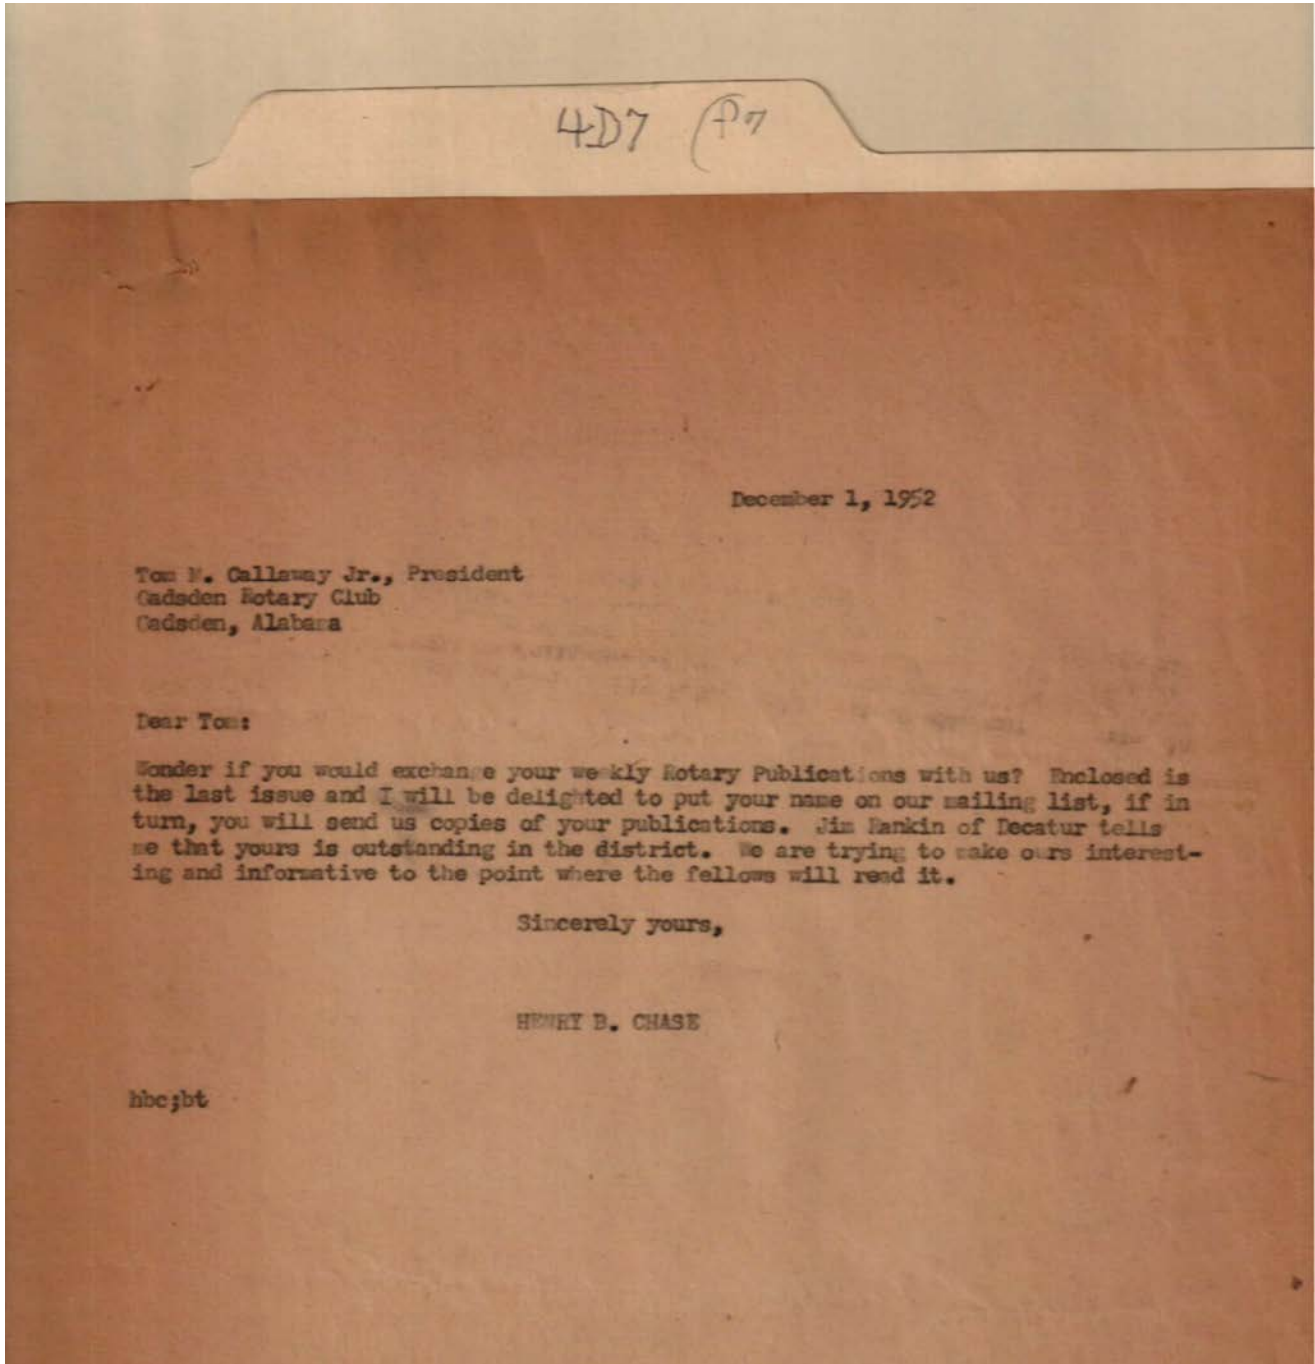 4D7 (f7
December 1, 1952
Tom N. Callaway Jr., President
Gadsden Rotary Club
Gadsden, Alabama
Dear Tom:
Wonder if you would exchange your weekly Rotary Publications with us? Enclosed is
the last issue and I will be delighted to put your name on our mailing list, if in
turn, you will send us copies of your publications. Jim Rankin of Decatur tells
me that yours is outstanding in the district. We are trying to make ours interest-
ing and informative to the point where the fellows will read it.
Sincerely yours,
HENRY B. CHASE
hbc;bt